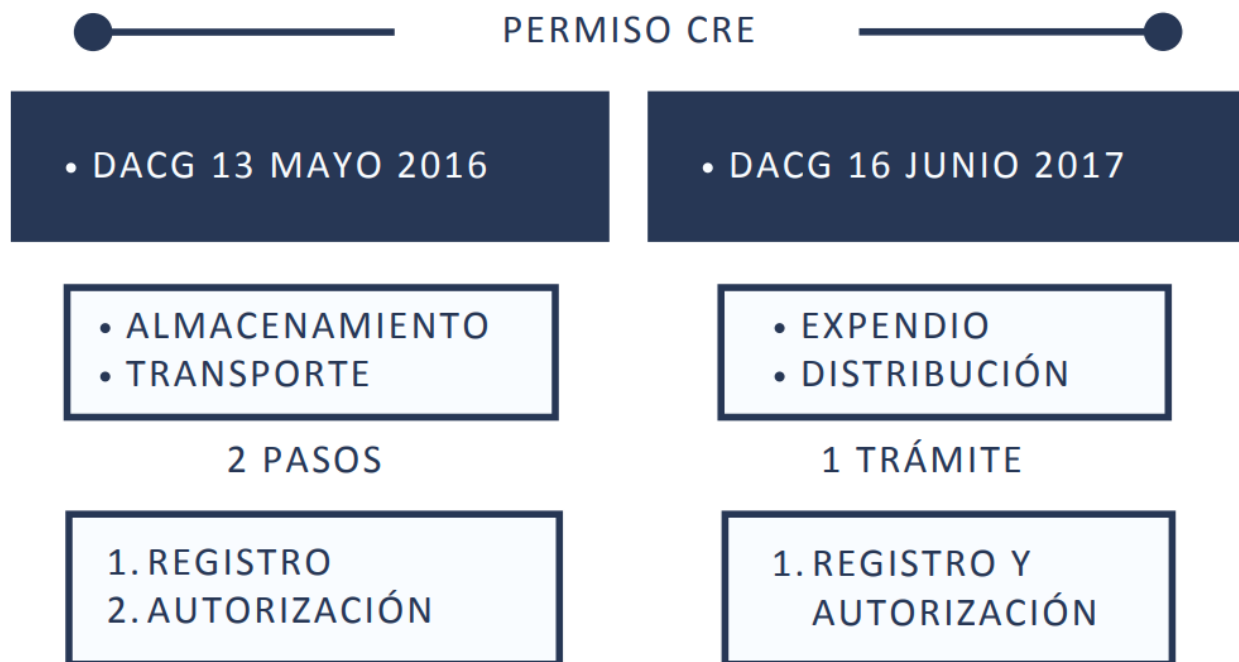 PERMISO CRE
• DACG 13 MAYO 2016
• ALMACENAMIENTO
• TRANSPORTE
2 PASOS
1. REGISTRO
2. AUTORIZACIÓN
• DACG 16 JUNIO 2017
• EXPENDIO
• DISTRIBUCIÓN
1 TRÁMITE
1. REGISTRO Y
AUTORIZACIÓN